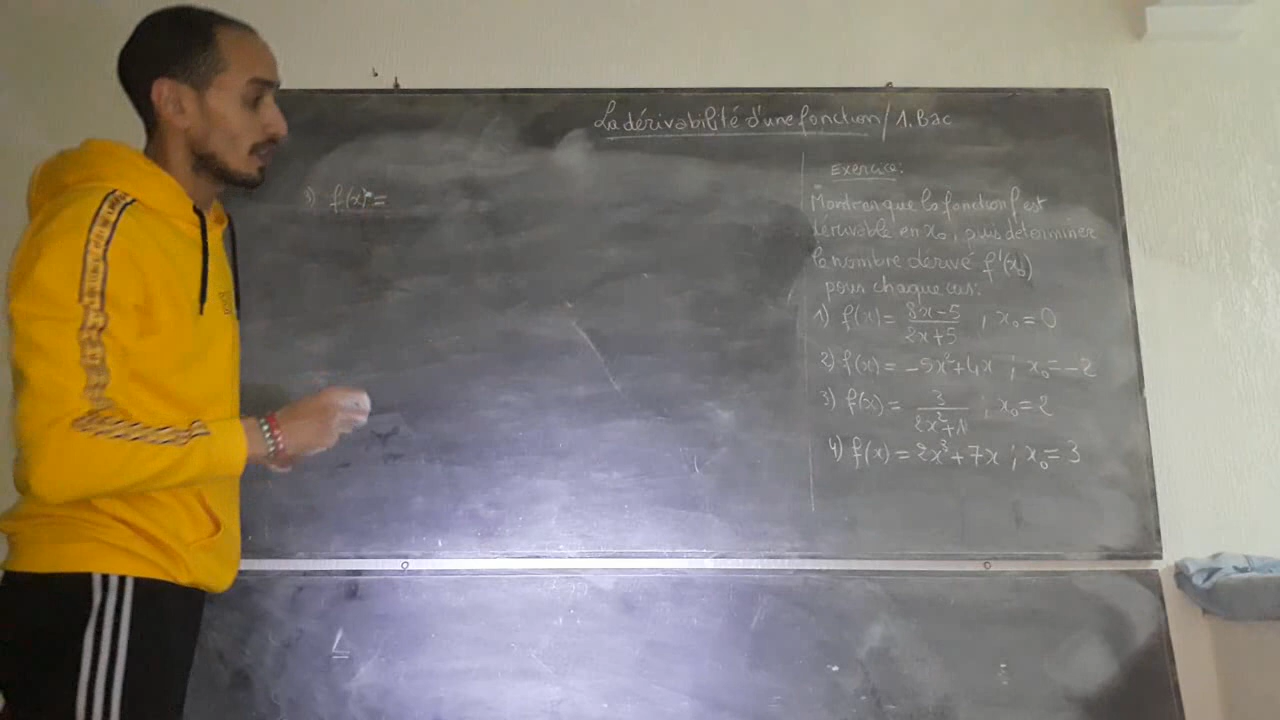 La dérivabilité d'une fonction / 1. Bac
3) f(x) =
Exercice:
Montrer que la fonction f est
dérivable en x₀, puis déterminer
le nombre dérivé f'(x₀)
pour chaque cas:
1) f(x) = (3x-5)/(2x+5) ; x₀ = 0
2) f(x) = -5x² + 4x ; x₀ = -2
3) f(x) = 3/(2x²+1) ; x₀ = 2
4) f(x) = 2x³ + 7x ; x₀ = 3